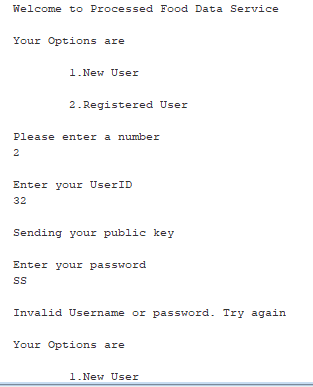 Welcome to Processed Food Data Service
Your Options are
1.New User
2.Registered User
Please enter a number
2
Enter your UserID
32
Sending your public key
Enter your password
SS
Invalid Username or password. Try again
Your Options are
1.New User